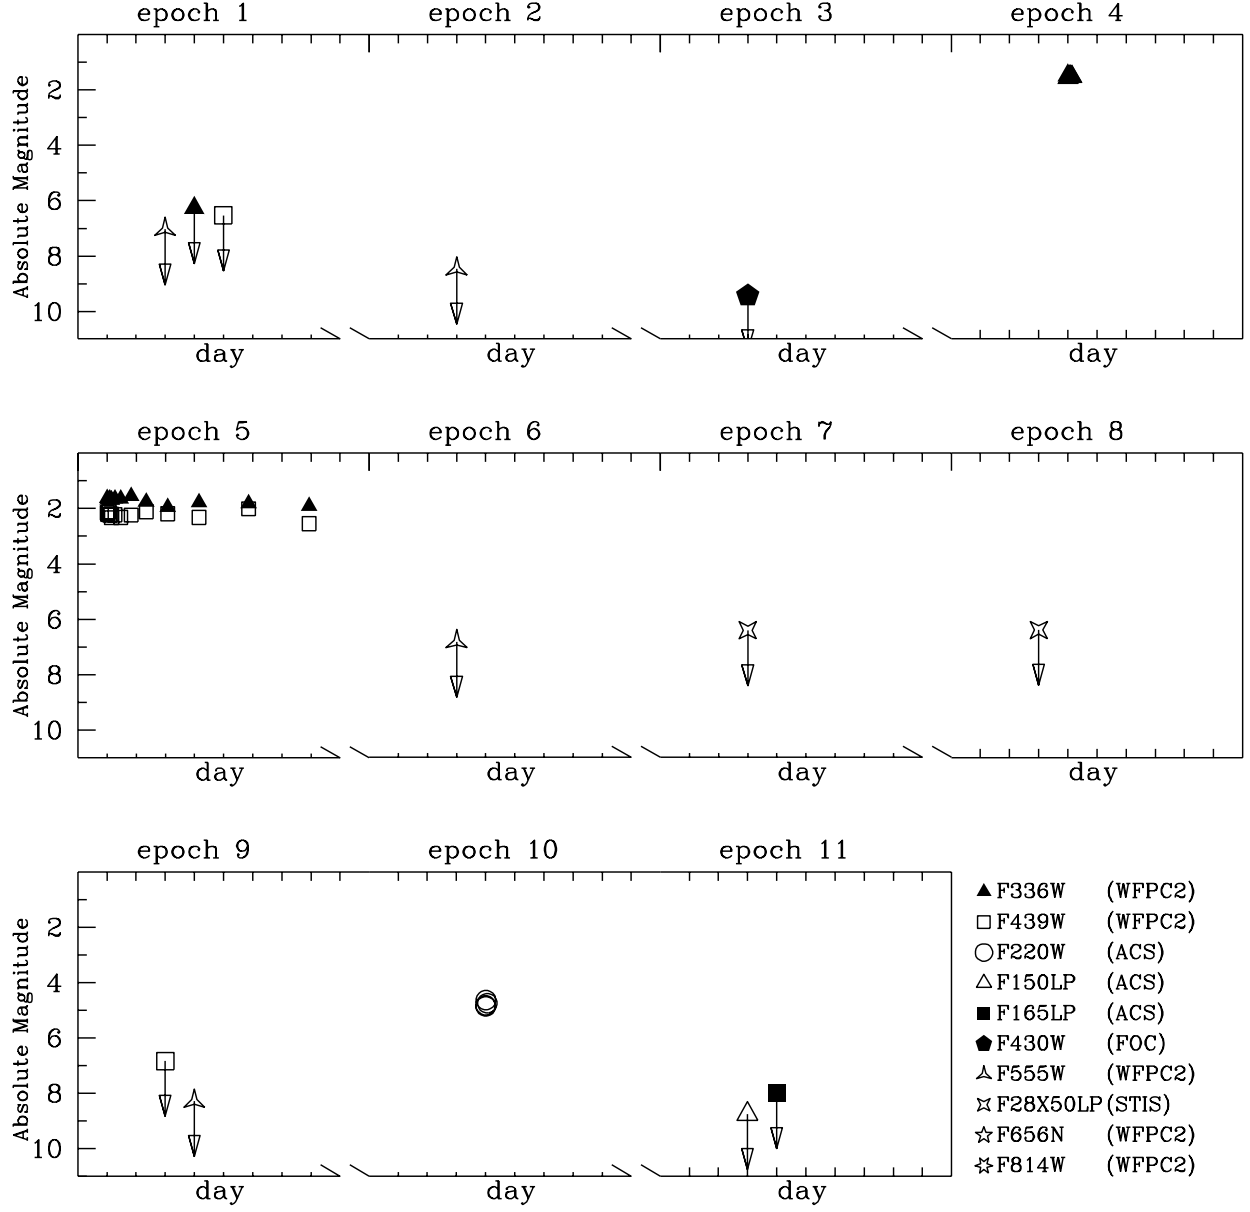 epoch 1 epoch 2 epoch 3 epoch 4
Absolute Magnitude
2
4
6
8
10
day day day day
epoch 5 epoch 6 epoch 7 epoch 8
Absolute Magnitude
2
4
6
8
10
day day day day
epoch 9 epoch 10 epoch 11
Absolute Magnitude
2
4
6
8
10
day day day
F336W (WFPC2)
F439W (WFPC2)
F220W (ACS)
F150LP (ACS)
F165LP (ACS)
F430W (FOC)
F555W (WFPC2)
F28X50LP (STIS)
F656N (WFPC2)
F814W (WFPC2)